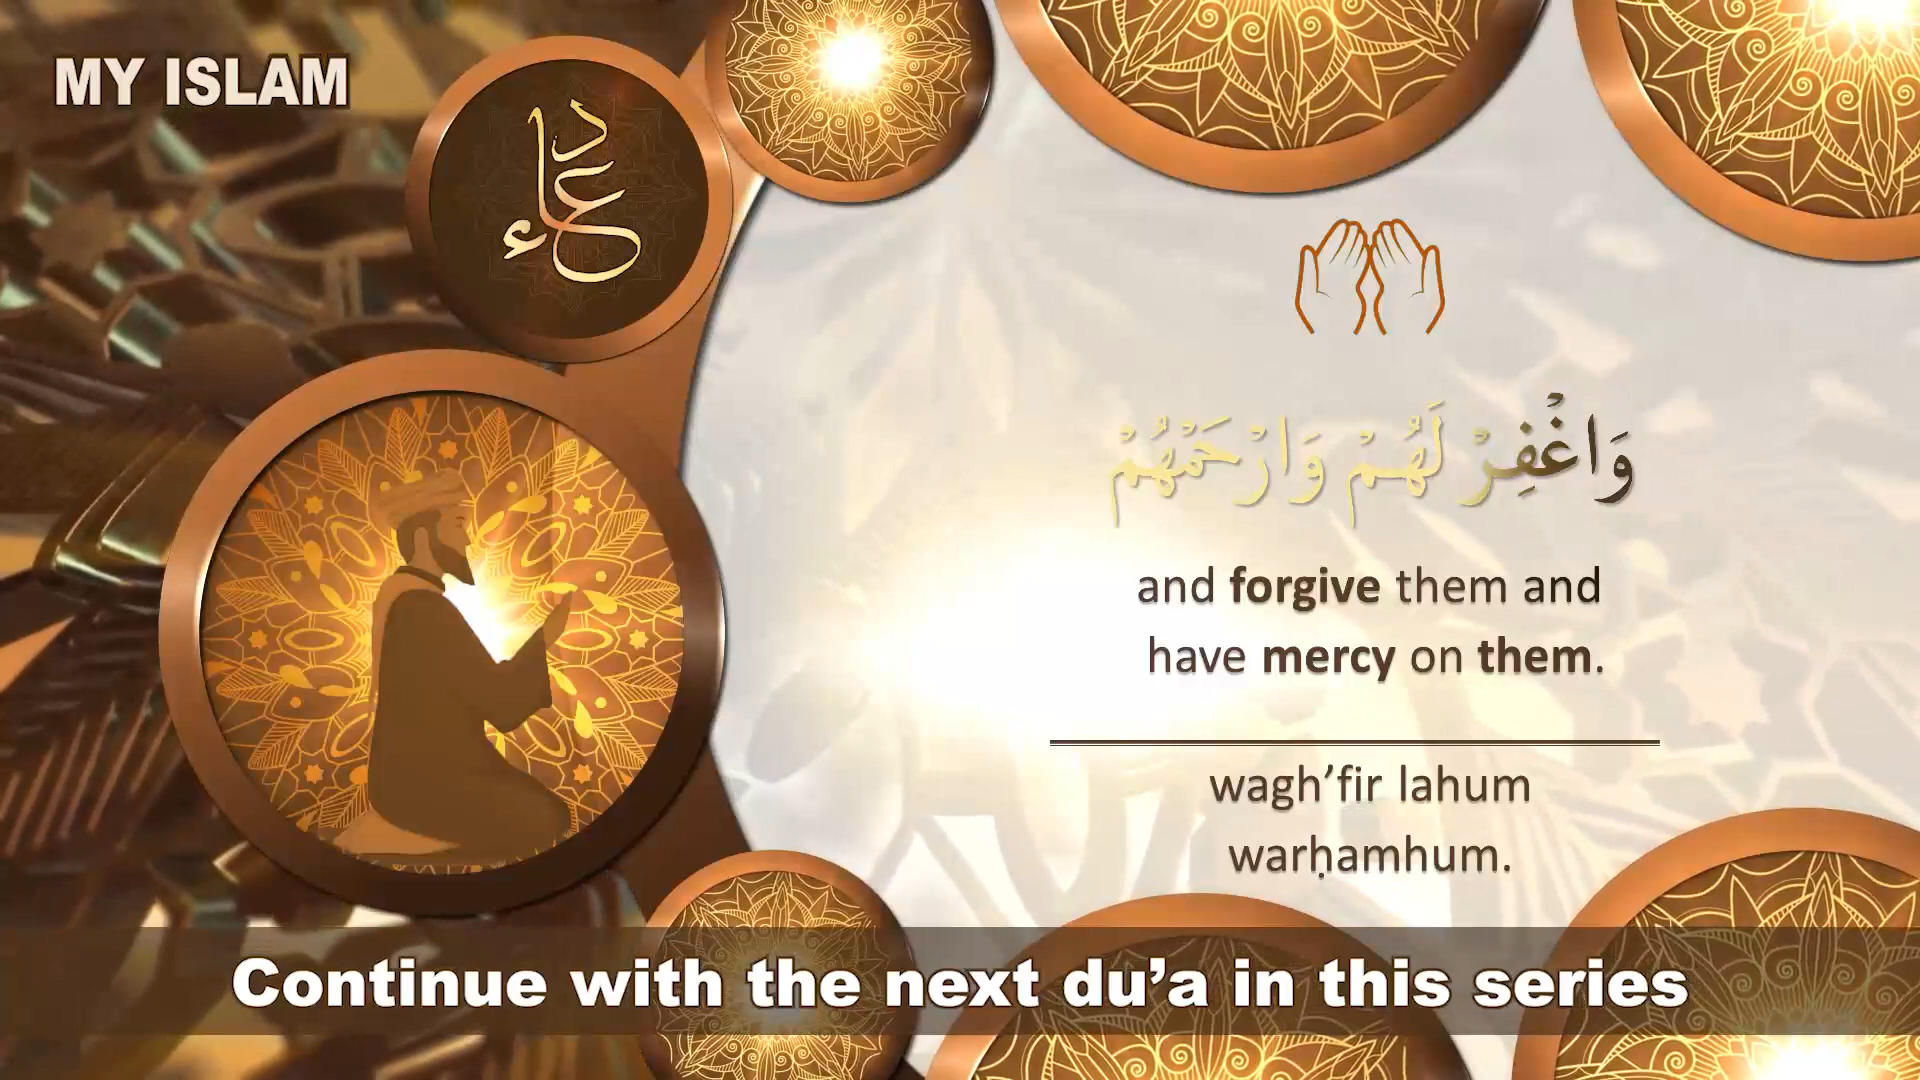 MY ISLAM
دعاء
وَاغْفِرْ لَهُمْ وَارْحَمْهُمْ
and forgive them and
have mercy on them.
wagh’fir lahum
warḥamhum.
Continue with the next du’a in this series